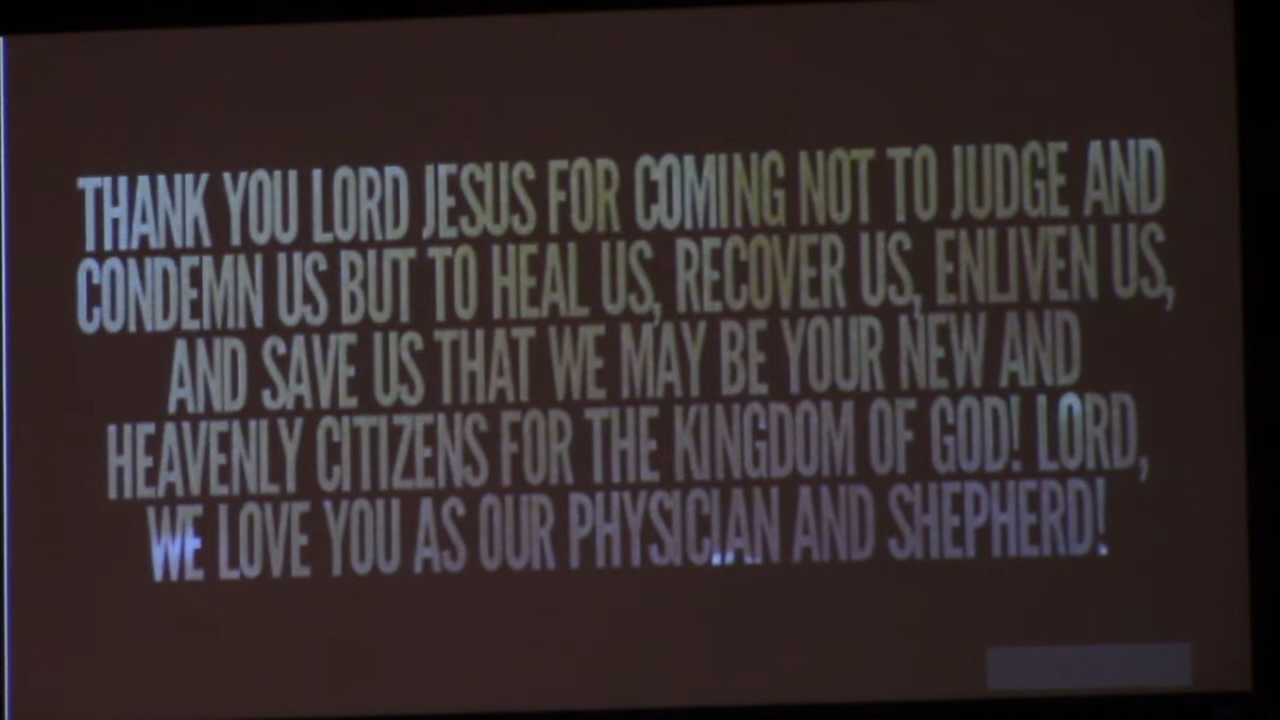 THANK YOU LORD JESUS FOR COMING NOT TO JUDGE AND
CONDEMN US BUT TO HEAL US, RECOVER US, ENLIVEN US,
AND SAVE US THAT WE MAY BE YOUR NEW AND
HEAVENLY CITIZENS FOR THE KINGDOM OF GOD! LORD,
WE LOVE YOU AS OUR PHYSICIAN AND SHEPHERD!